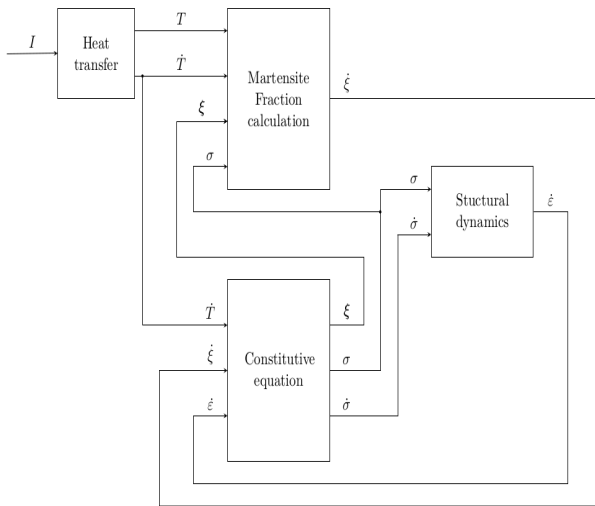 I
Heat
transfer
T
Ṫ
ξ
σ
Martensite
Fraction
calculation
ξ̇
σ
σ̇
Stuctural
dynamics
ε̇
Ṫ
ξ̇
ε̇
Constitutive
equation
ξ
σ
σ̇